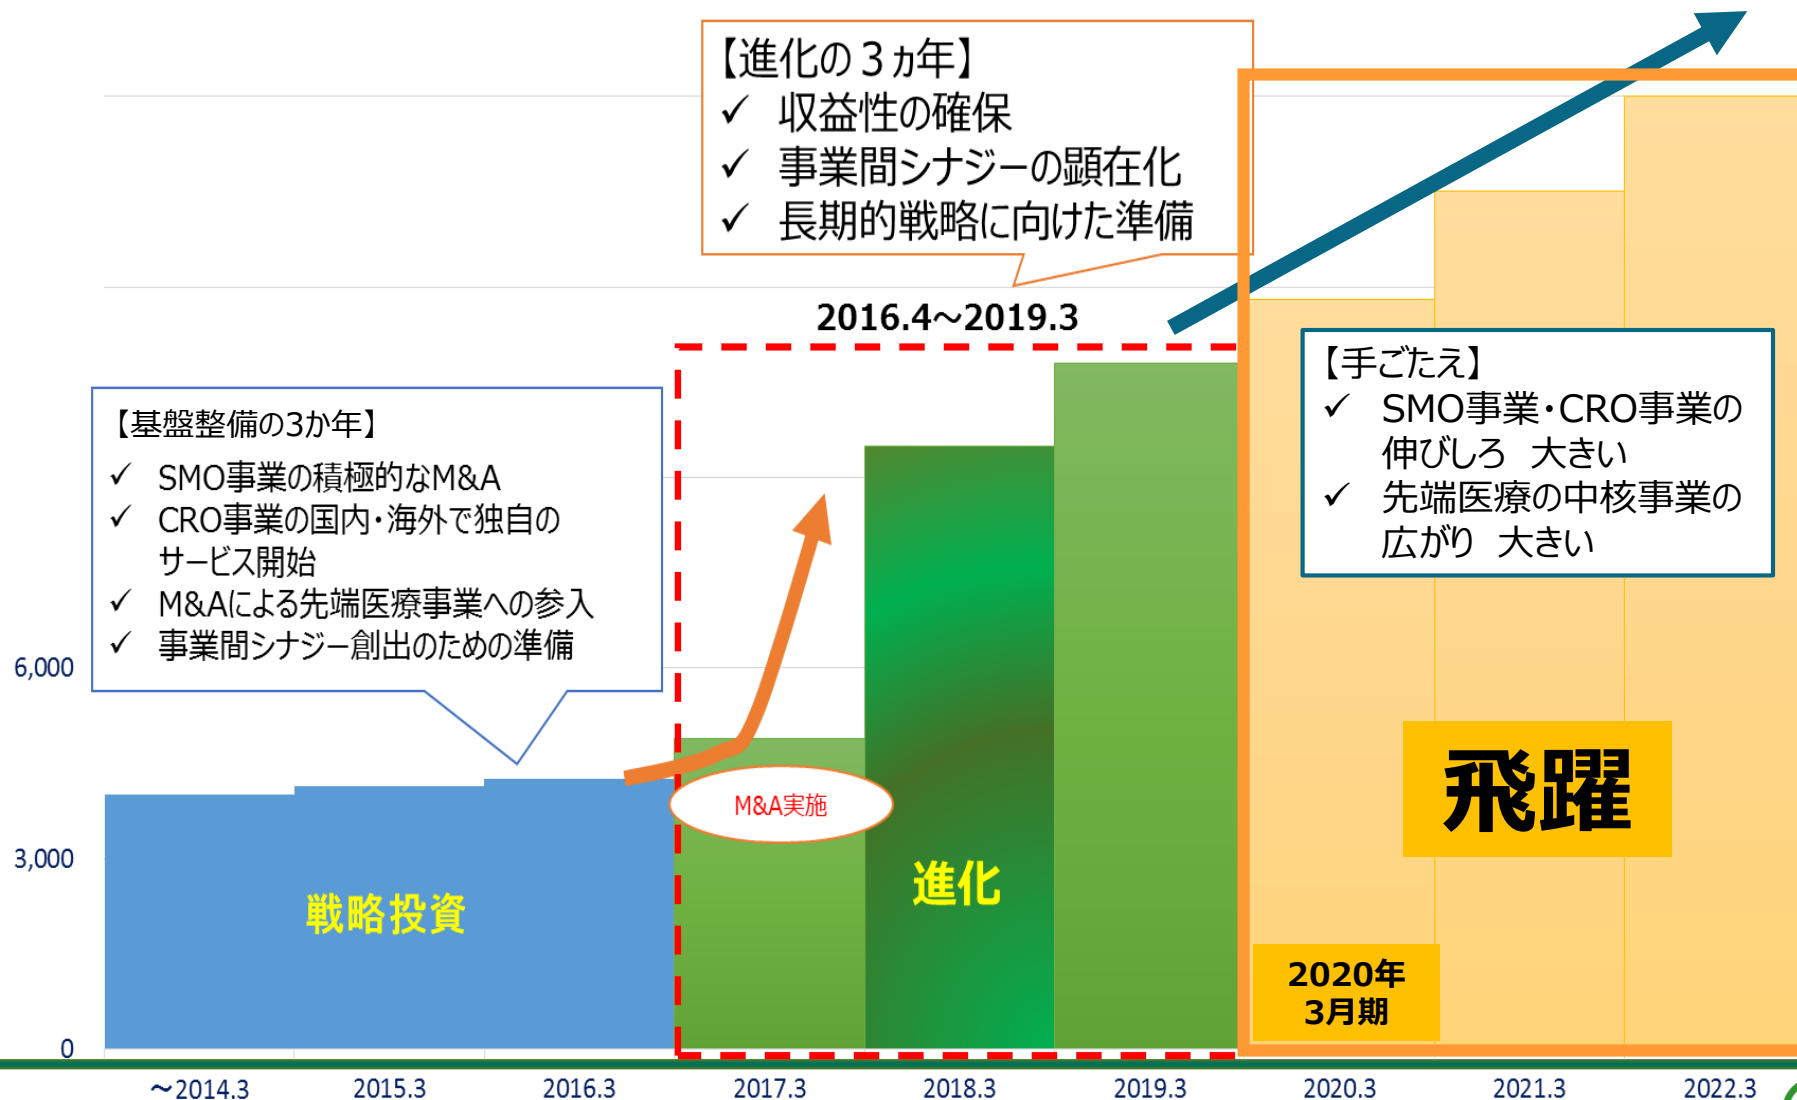 【進化の３ヵ年】
✓ 収益性の確保
✓ 事業間シナジーの顕在化
✓ 長期的戦略に向けた準備
2016.4～2019.3
【基盤整備の3か年】
✓ SMO事業の積極的なM&A
✓ CRO事業の国内・海外で独自の
サービス開始
✓ M&Aによる先端医療事業への参入
✓ 事業間シナジー創出のための準備
【手ごたえ】
✓ SMO事業・CRO事業の
伸びしろ 大きい
✓ 先端医療の中核事業の
広がり 大きい
6,000
3,000
0
M&A実施
戦略投資
進化
飛躍
2020年
3月期
～2014.3
2015.3
2016.3
2017.3
2018.3
2019.3
2020.3
2021.3
2022.3